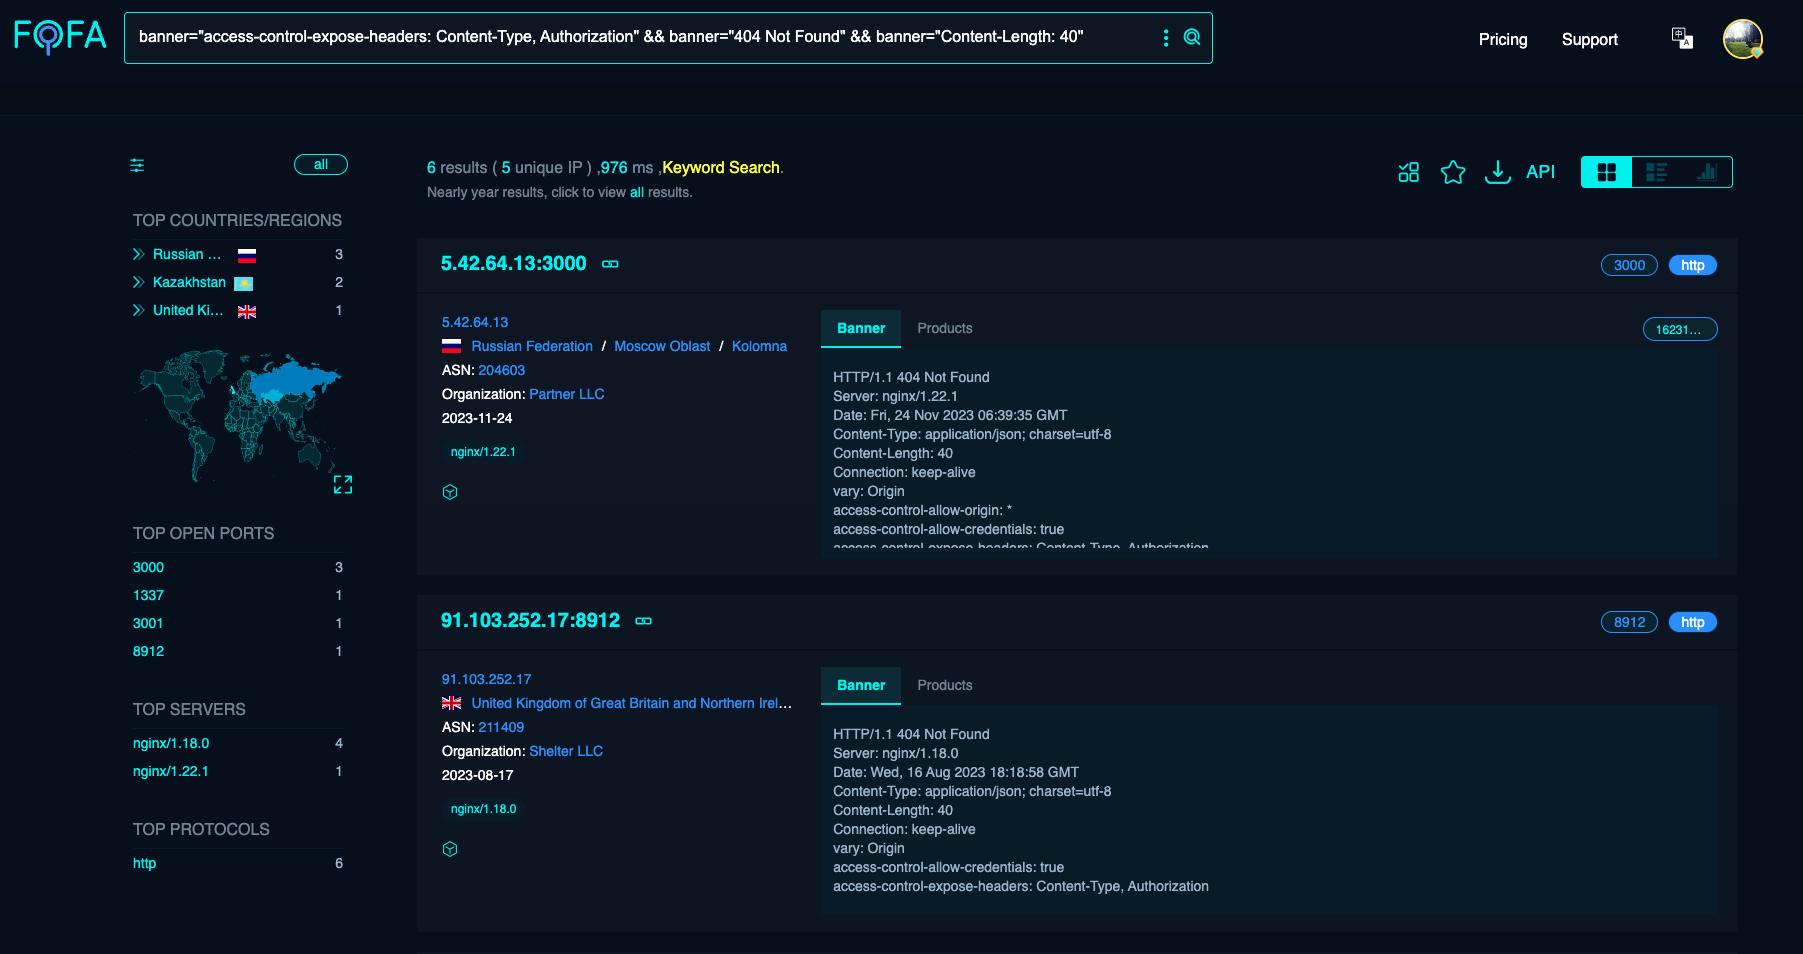 FOFA
banner="access-control-expose-headers: Content-Type, Authorization" && banner="404 Not Found" && banner="Content-Length: 40"
Pricing
Support
中 A
all
6 results ( 5 unique IP ) ,976 ms ,Keyword Search.
Nearly year results, click to view all results.
API
TOP COUNTRIES/REGIONS
Russian ... 3
Kazakhstan 2
United Ki... 1
TOP OPEN PORTS
3000 3
1337 1
3001 1
8912 1
TOP SERVERS
nginx/1.18.0 4
nginx/1.22.1 1
TOP PROTOCOLS
http 6
5.42.64.13:3000
3000 http
5.42.64.13
Russian Federation / Moscow Oblast / Kolomna
ASN: 204603
Organization: Partner LLC
2023-11-24
nginx/1.22.1
Banner Products
16231...
HTTP/1.1 404 Not Found
Server: nginx/1.22.1
Date: Fri, 24 Nov 2023 06:39:35 GMT
Content-Type: application/json; charset=utf-8
Content-Length: 40
Connection: keep-alive
vary: Origin
access-control-allow-origin: *
access-control-allow-credentials: true
access-control-expose-headers: Content-Type, Authorization
91.103.252.17:8912
8912 http
91.103.252.17
United Kingdom of Great Britain and Northern Irel...
ASN: 211409
Organization: Shelter LLC
2023-08-17
nginx/1.18.0
Banner Products
HTTP/1.1 404 Not Found
Server: nginx/1.18.0
Date: Wed, 16 Aug 2023 18:18:58 GMT
Content-Type: application/json; charset=utf-8
Content-Length: 40
Connection: keep-alive
vary: Origin
access-control-allow-credentials: true
access-control-expose-headers: Content-Type, Authorization